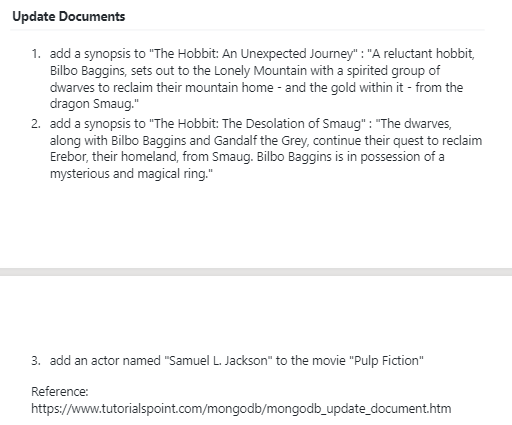 Update Documents
1. add a synopsis to "The Hobbit: An Unexpected Journey" : "A reluctant hobbit,
Bilbo Baggins, sets out to the Lonely Mountain with a spirited group of
dwarves to reclaim their mountain home - and the gold within it - from the
dragon Smaug."
2. add a synopsis to "The Hobbit: The Desolation of Smaug" : "The dwarves,
along with Bilbo Baggins and Gandalf the Grey, continue their quest to reclaim
Erebor, their homeland, from Smaug. Bilbo Baggins is in possession of a
mysterious and magical ring."
3. add an actor named "Samuel L. Jackson" to the movie "Pulp Fiction"
Reference:
https://www.tutorialspoint.com/mongodb/mongodb_update_document.htm